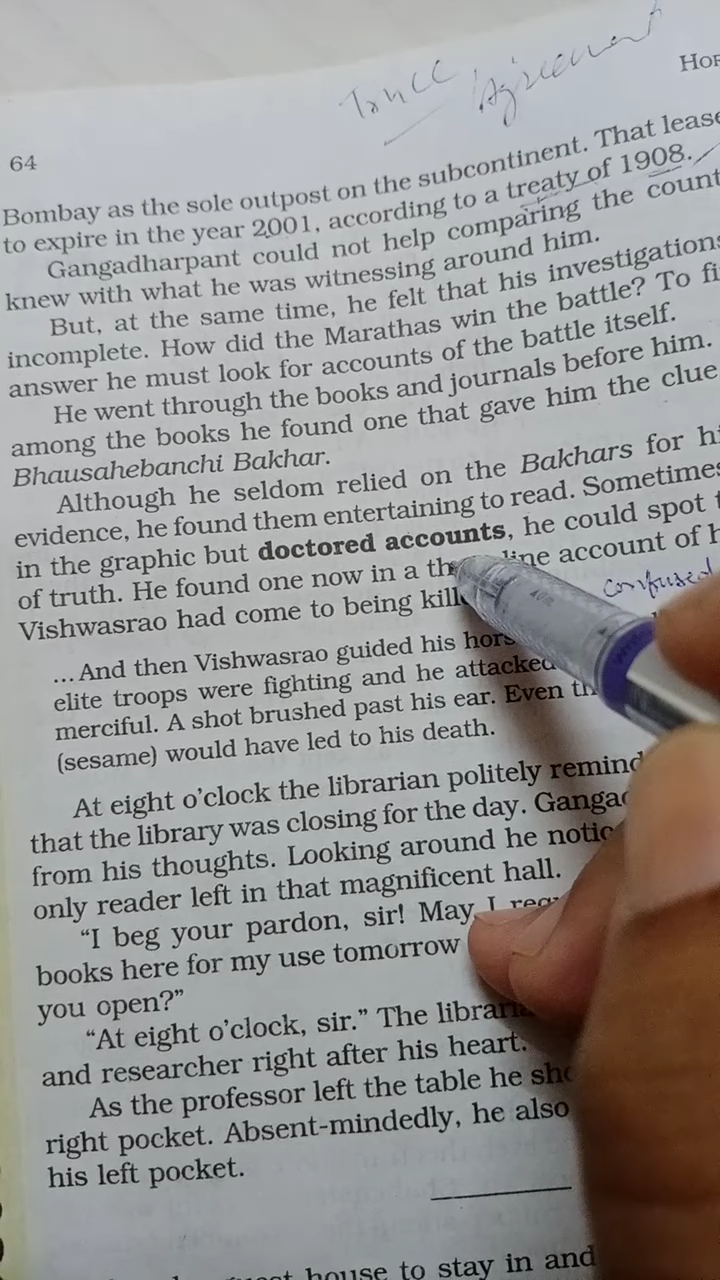 Truce Agreement
HOR
64
Bombay as the sole outpost on the subcontinent. That lease
to expire in the year 2001, according to a treaty of 1908.
Gangadharpant could not help comparing the count
knew with what he was witnessing around him.
But, at the same time, he felt that his investigations
incomplete. How did the Marathas win the battle? To fi
answer he must look for accounts of the battle itself.
He went through the books and journals before him.
among the books he found one that gave him the clue
Bhausahebanchi Bakhar.
Although he seldom relied on the Bakhars for hi
evidence, he found them entertaining to read. Sometimes
in the graphic but doctored accounts, he could spot t
of truth. He found one now in a th line account of h
confused
Vishwasrao had come to being kill
...And then Vishwasrao guided his hors
elite troops were fighting and he attacked
merciful. A shot brushed past his ear. Even th
(sesame) would have led to his death.
At eight o'clock the librarian politely remind
that the library was closing for the day. Gangad
from his thoughts. Looking around he notic
only reader left in that magnificent hall.
"I beg your pardon, sir! May I requ
books here for my use tomorrow
you open?"
"At eight o'clock, sir." The libraria
and researcher right after his heart.
As the professor left the table he sho
right pocket. Absent-mindedly, he also
his left pocket.
house to stay in and